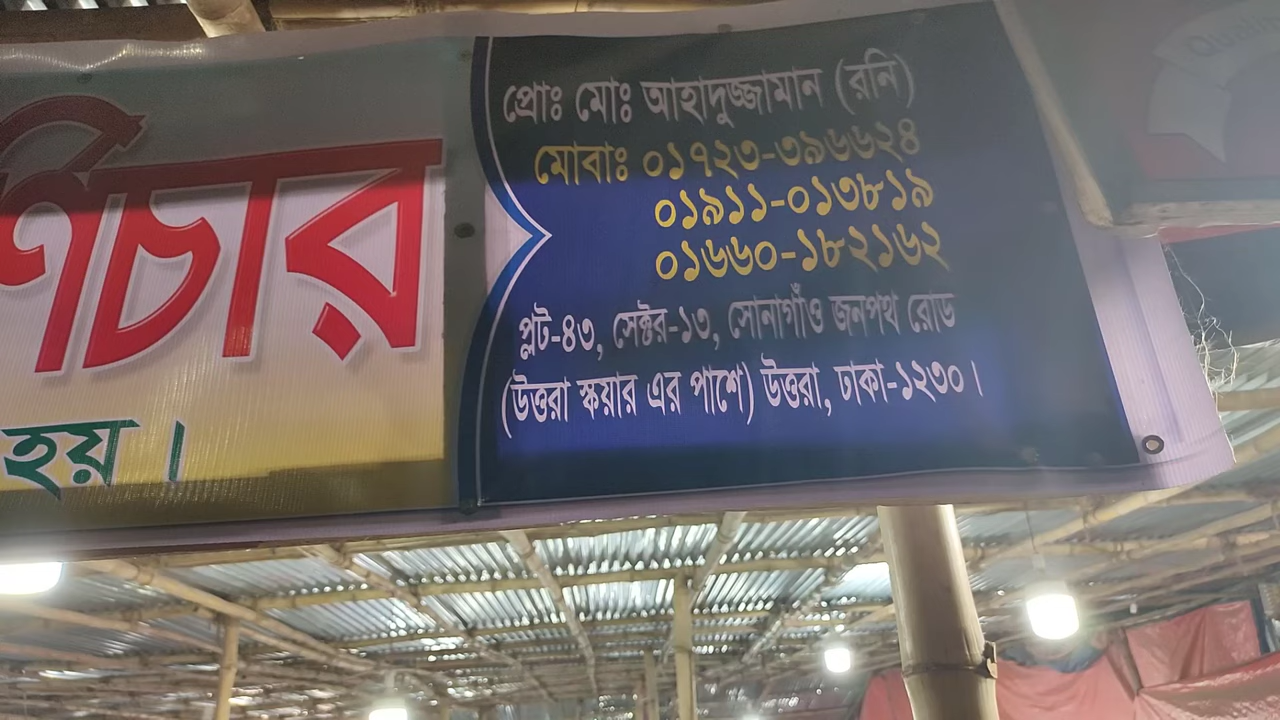 র্ণিচার
হয় ।
প্রোঃ মোঃ আহাদুজ্জামান (রনি)
মোবাঃ ০১৭২৩-৩৯৬৬২৪
০১৯১১-০১৩৮১৯
০১৬৬০-১৮২১৬২
প্লট-৪৩, সেক্টর-১৩, সোনাগাঁও জনপথ রোড
(উত্তরা স্কয়ার এর পাশে) উত্তরা, ঢাকা-১২৩০।